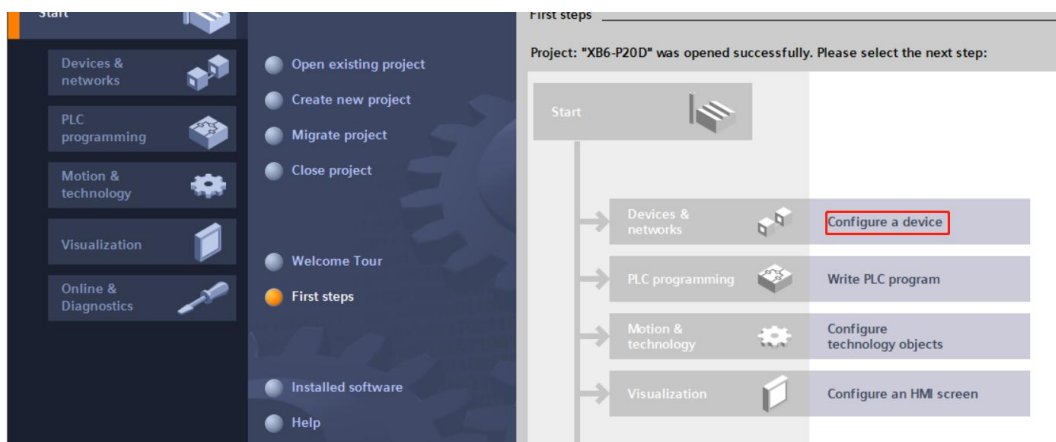 Start
Devices &
networks
PLC
programming
Motion &
technology
Visualization
Online &
Diagnostics
Open existing project
Create new project
Migrate project
Close project
Welcome Tour
First steps
Installed software
Help
First steps
Project: "XB6-P20D" was opened successfully. Please select the next step:
Start
Devices &
networks
Configure a device
PLC programming
Write PLC program
Motion &
technology
Configure
technology objects
Visualization
Configure an HMI screen